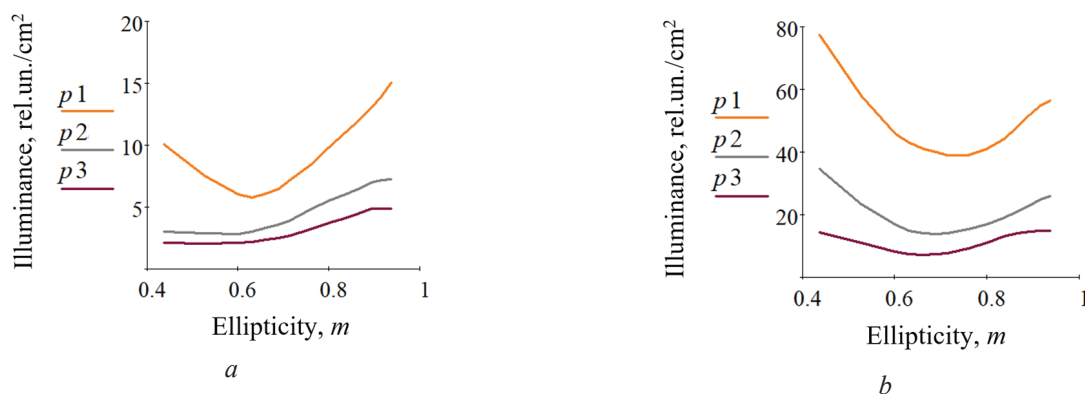 Illuminance, rel.un./cm²
20
15
10
5
p 1
p 2
p 3
0.4 0.6 0.8 1
Ellipticity, m
a
Illuminance, rel.un./cm²
80
60
40
20
p 1
p 2
p 3
0.4 0.6 0.8 1
Ellipticity, m
b